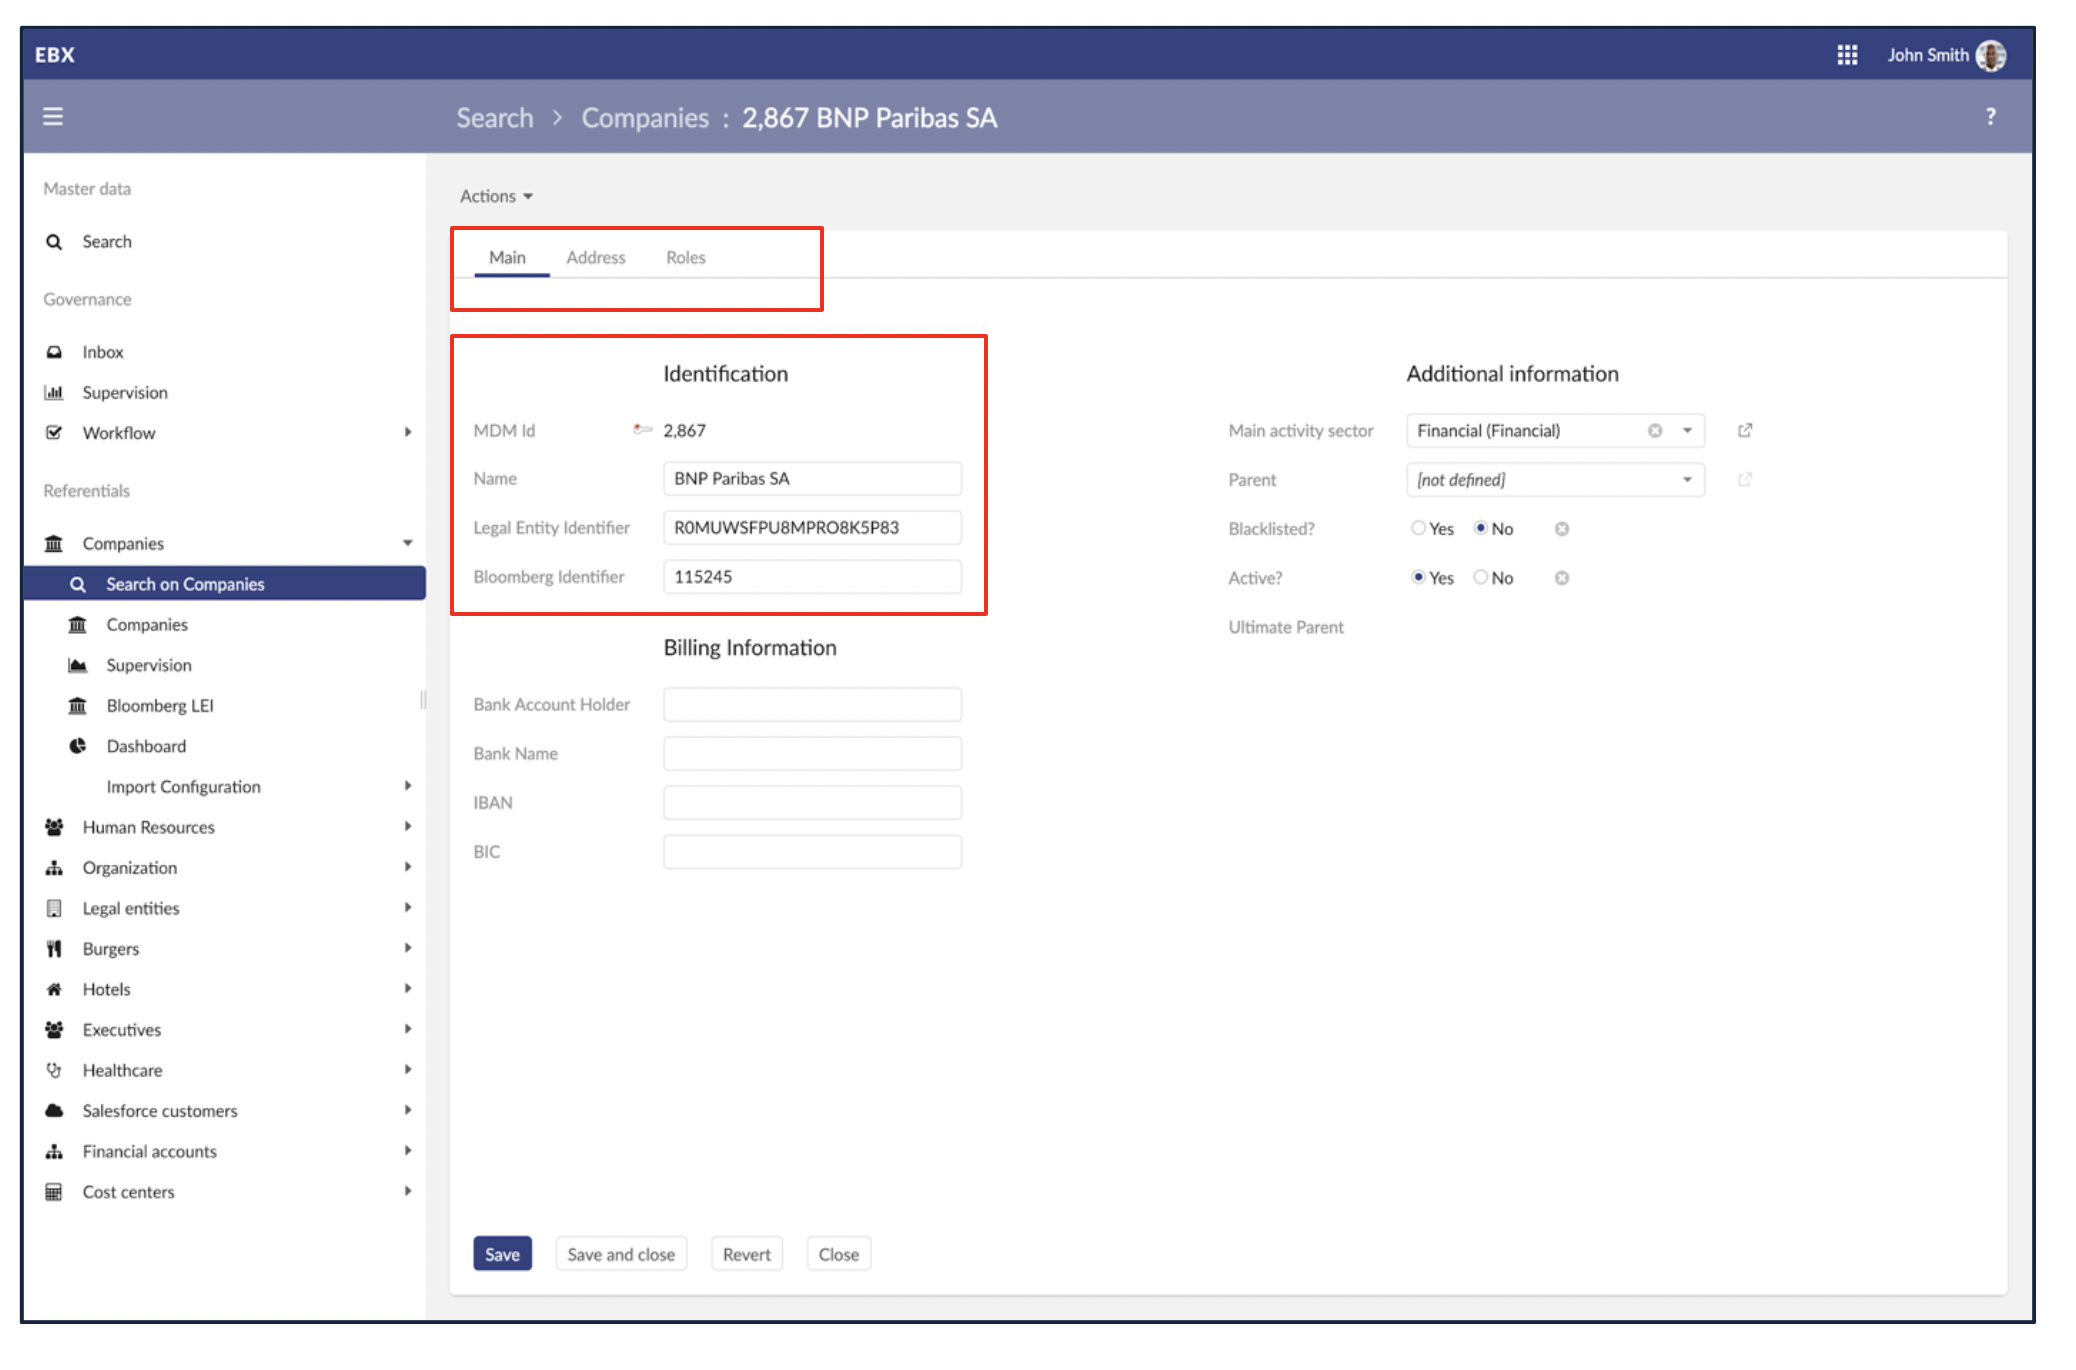 EBX
John Smith
Search > Companies : 2,867 BNP Paribas SA
?
Master data
Search
Governance
Inbox
Supervision
Workflow
Referentials
Companies
Search on Companies
Companies
Supervision
Bloomberg LEI
Dashboard
Import Configuration
Human Resources
Organization
Legal entities
Burgers
Hotels
Executives
Healthcare
Salesforce customers
Financial accounts
Cost centers
Actions
Main Address Roles
Identification
MDM Id 2,867
Name BNP Paribas SA
Legal Entity Identifier R0MUWSFPU8MPRO8K5P83
Bloomberg Identifier 115245
Billing Information
Bank Account Holder
Bank Name
IBAN
BIC
Additional information
Main activity sector Financial (Financial)
Parent [not defined]
Blacklisted? Yes No
Active? Yes No
Ultimate Parent
Save Save and close Revert Close